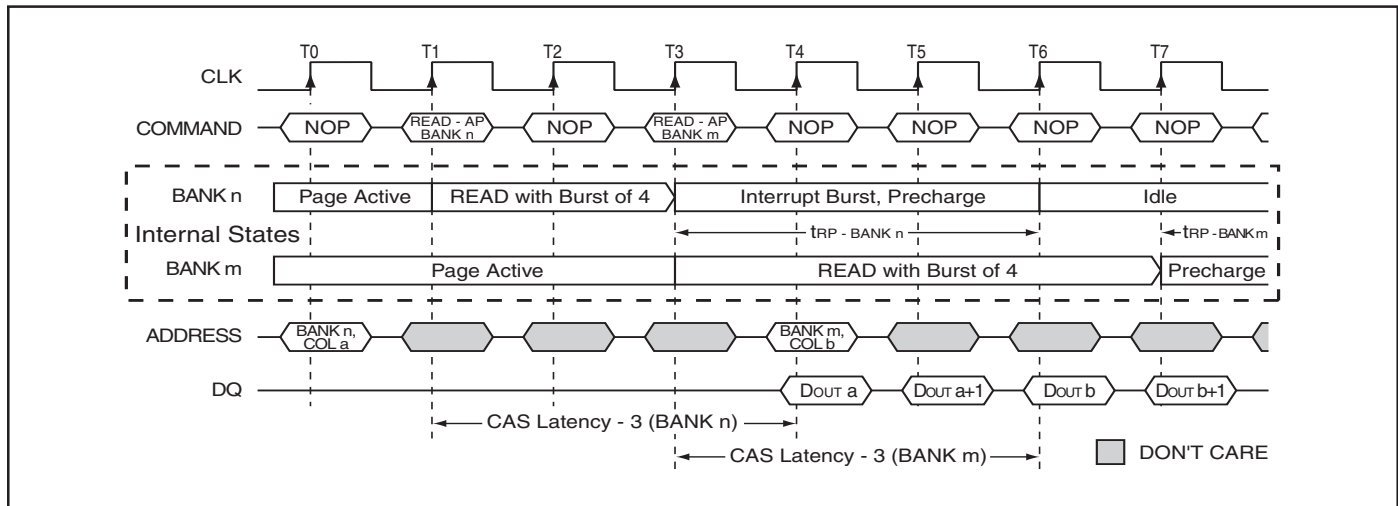 T0 T1 T2 T3 T4 T5 T6 T7
CLK
COMMAND NOP READ - AP NOP READ - AP NOP NOP NOP NOP
BANK n BANK m
BANK n Page Active READ with Burst of 4 Interrupt Burst, Precharge Idle
tRP - BANK n tRP - BANK m
Internal States
BANK m Page Active READ with Burst of 4 Precharge
ADDRESS BANK n, BANK m,
COL a COL b
DQ DOUT a DOUT a+1 DOUT b DOUT b+1
CAS Latency - 3 (BANK n)
CAS Latency - 3 (BANK m) DON'T CARE